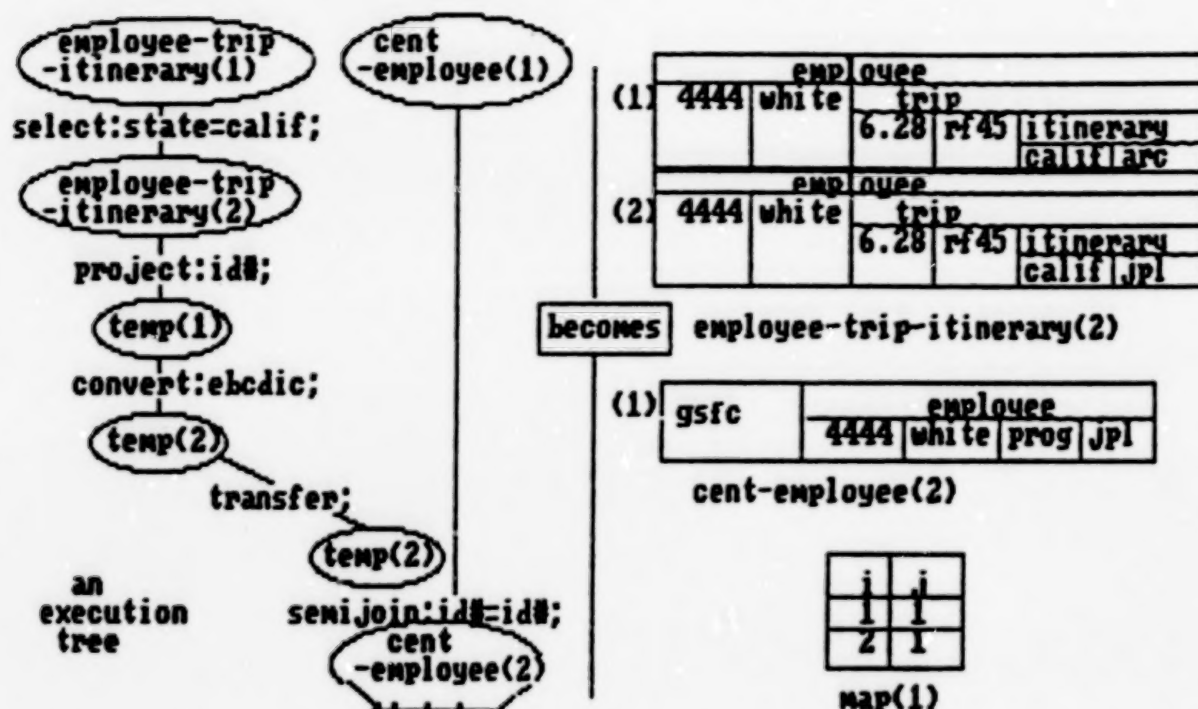 employee-trip
-itinerary(1)
select:state=calif;
employee-trip
-itinerary(2)
project:id#;
temp(1)
convert:ebcdic;
temp(2)
transfer;
temp(2)
cent
-employee(1)
semijoin:id#=id#;
cent
-employee(2)
an
execution
tree
becomes
employee
(1) 4444 white trip
6.28 rf45 itinerary
calif arc
employee
(2) 4444 white trip
6.28 rf45 itinerary
calif jpl
employee-trip-itinerary(2)
(1) gsfc employee
4444 white prog jpl
cent-employee(2)
i j
1 1
2 1
map(1)